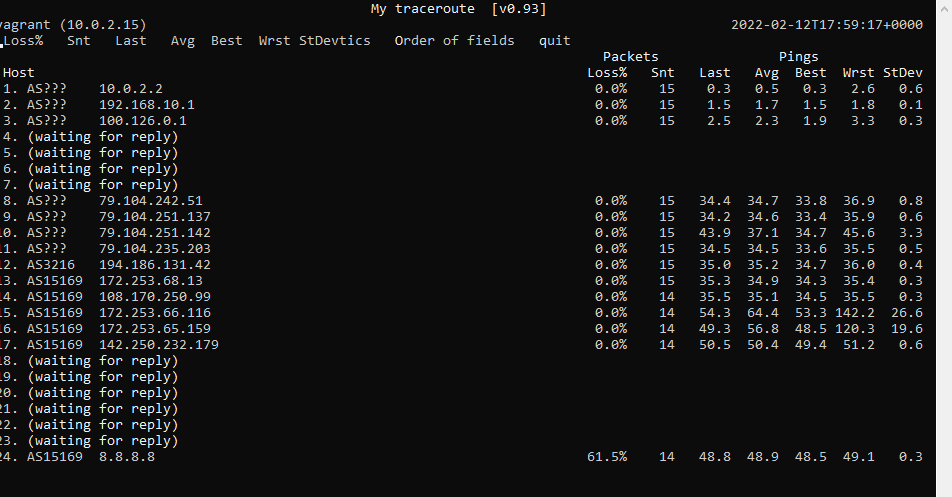 My traceroute  [v0.93]
vagrant (10.0.2.15)                                                                        2022-02-12T17:59:17+0000
Loss%   Snt   Last   Avg  Best  Wrst StDevtics   Order of fields   quit
                                                                           Packets               Pings
Host                                                                     Loss%   Snt   Last   Avg  Best  Wrst StDev
1. AS???    10.0.2.2                                                      0.0%    15    0.3   0.5   0.3   2.6   0.6
2. AS???    192.168.10.1                                                  0.0%    15    1.5   1.7   1.5   1.8   0.1
3. AS???    100.126.0.1                                                   0.0%    15    2.5   2.3   1.9   3.3   0.3
4. (waiting for reply)
5. (waiting for reply)
6. (waiting for reply)
7. (waiting for reply)
8. AS???    79.104.242.51                                                 0.0%    15   34.4  34.7  33.8  36.9   0.8
9. AS???    79.104.251.137                                                0.0%    15   34.2  34.6  33.4  35.9   0.6
10. AS???    79.104.251.142                                                0.0%    15   43.9  37.1  34.7  45.6   3.3
11. AS???    79.104.235.203                                                0.0%    15   34.5  34.5  33.6  35.5   0.5
12. AS3216   194.186.131.42                                                0.0%    15   35.0  35.2  34.7  36.0   0.4
13. AS15169  172.253.68.13                                                 0.0%    15   35.3  34.9  34.3  35.4   0.3
14. AS15169  108.170.250.99                                                0.0%    14   35.5  35.1  34.5  35.5   0.3
15. AS15169  172.253.66.116                                                0.0%    14   54.3  64.4  53.3 142.2  26.6
16. AS15169  172.253.65.159                                                0.0%    14   49.3  56.8  48.5 120.3  19.6
17. AS15169  142.250.232.179                                               0.0%    14   50.5  50.4  49.4  51.2   0.6
18. (waiting for reply)
19. (waiting for reply)
20. (waiting for reply)
21. (waiting for reply)
22. (waiting for reply)
23. (waiting for reply)
24. AS15169  8.8.8.8                                                      61.5%    14   48.8  48.9  48.5  49.1   0.3